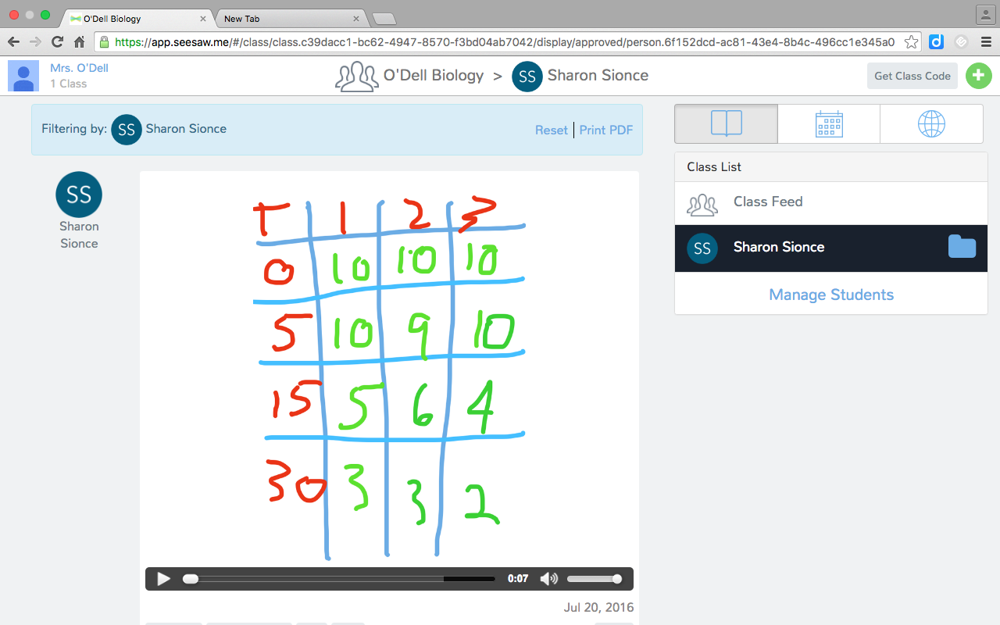 O'Dell Biology
New Tab
https://app.seesaw.me/#/class/class.c39dacc1-bc62-4947-8570-f3bd04ab7042/display/approved/person.6f152dcd-ac81-43e4-8b4c-496cc1e345a0
d
Mrs. O'Dell
1 Class
O'Dell Biology > SS Sharon Sionce
Get Class Code
Filtering by: SS Sharon Sionce
Reset | Print PDF
SS
Sharon
Sionce
T 1 2 3
0 10 10 10
5 10 9 10
15 5 6 4
30 3 3 2
0:07
Jul 20, 2016
Class List
Class Feed
SS Sharon Sionce
Manage Students